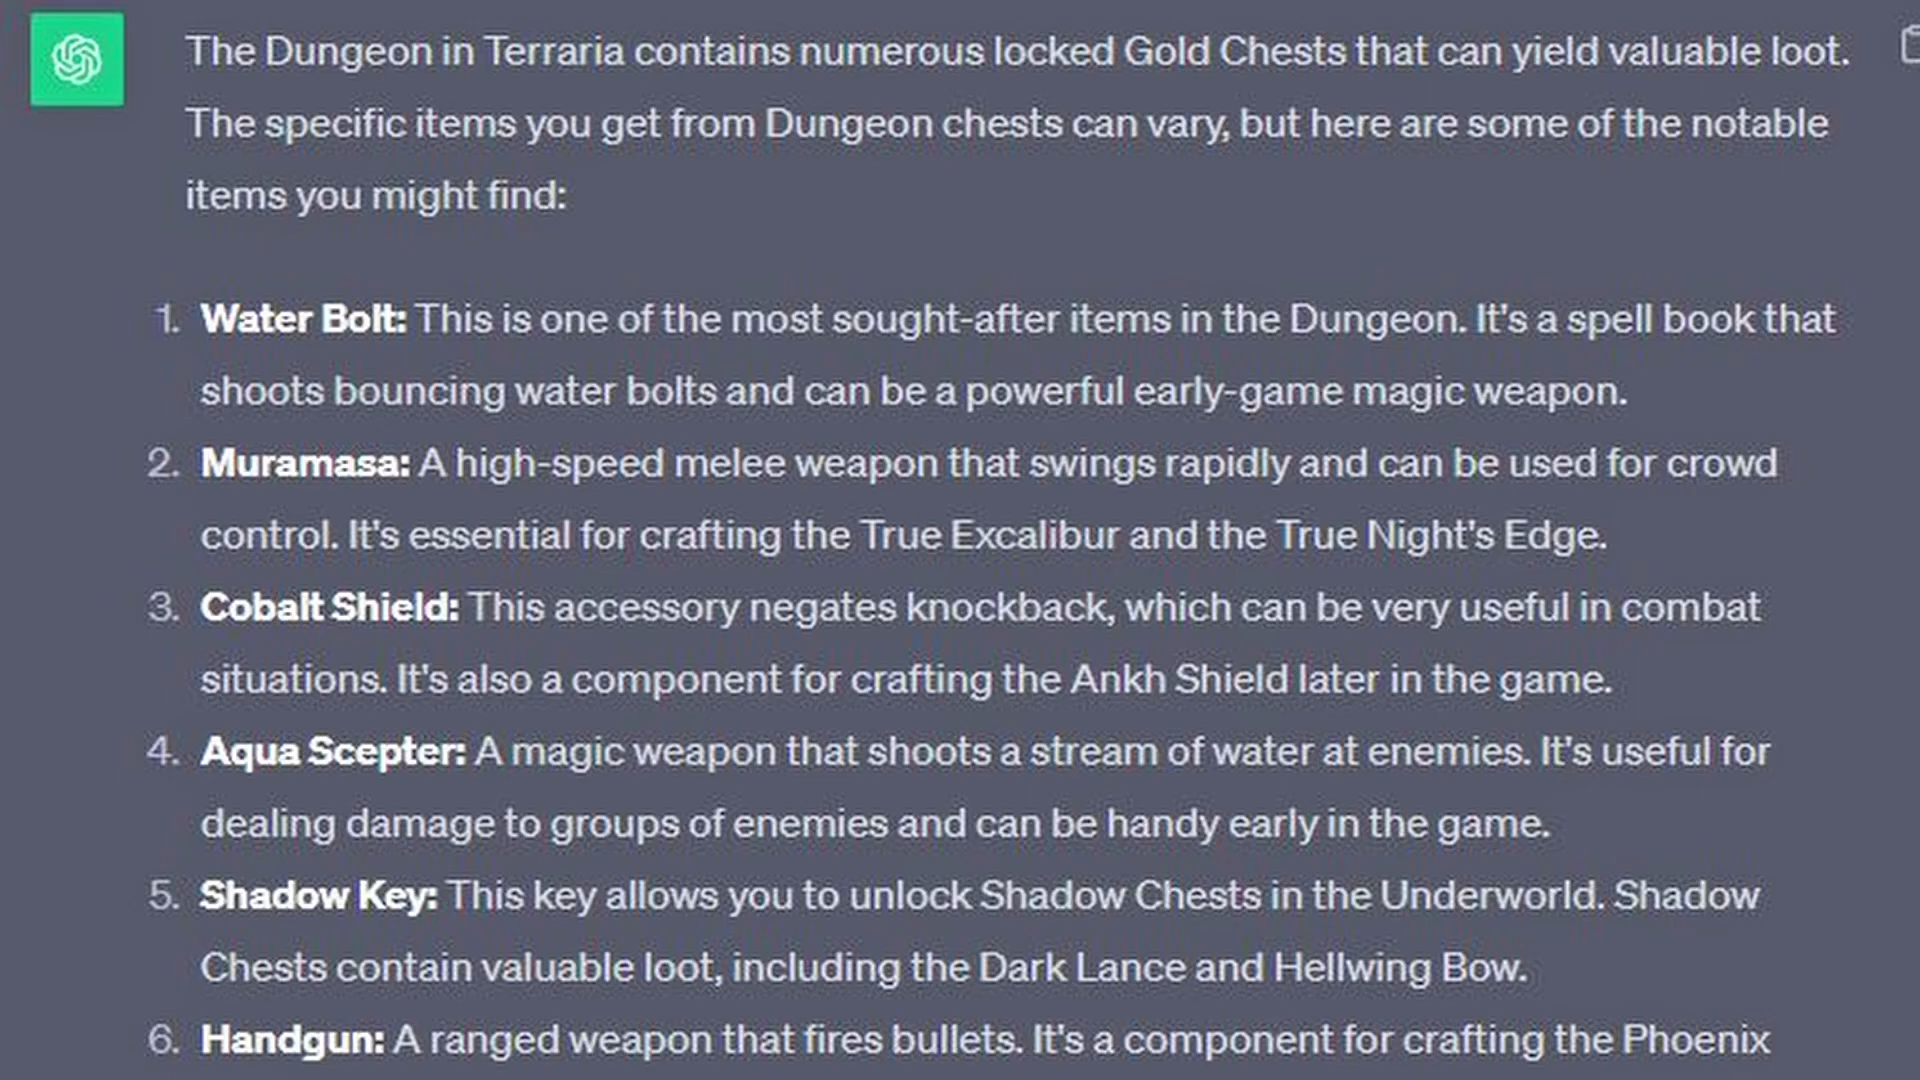 The Dungeon in Terraria contains numerous locked Gold Chests that can yield valuable loot.
The specific items you get from Dungeon chests can vary, but here are some of the notable
items you might find:
1. Water Bolt: This is one of the most sought-after items in the Dungeon. It's a spell book that
shoots bouncing water bolts and can be a powerful early-game magic weapon.
2. Muramasa: A high-speed melee weapon that swings rapidly and can be used for crowd
control. It's essential for crafting the True Excalibur and the True Night's Edge.
3. Cobalt Shield: This accessory negates knockback, which can be very useful in combat
situations. It's also a component for crafting the Ankh Shield later in the game.
4. Aqua Scepter: A magic weapon that shoots a stream of water at enemies. It's useful for
dealing damage to groups of enemies and can be handy early in the game.
5. Shadow Key: This key allows you to unlock Shadow Chests in the Underworld. Shadow
Chests contain valuable loot, including the Dark Lance and Hellwing Bow.
6. Handgun: A ranged weapon that fires bullets. It's a component for crafting the Phoenix